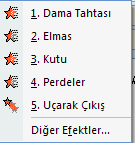 1. Dama Tahtası
2. Elmas
3. Kutu
4. Perdeler
5. Uçarak Çıkış
Diğer Efektler...